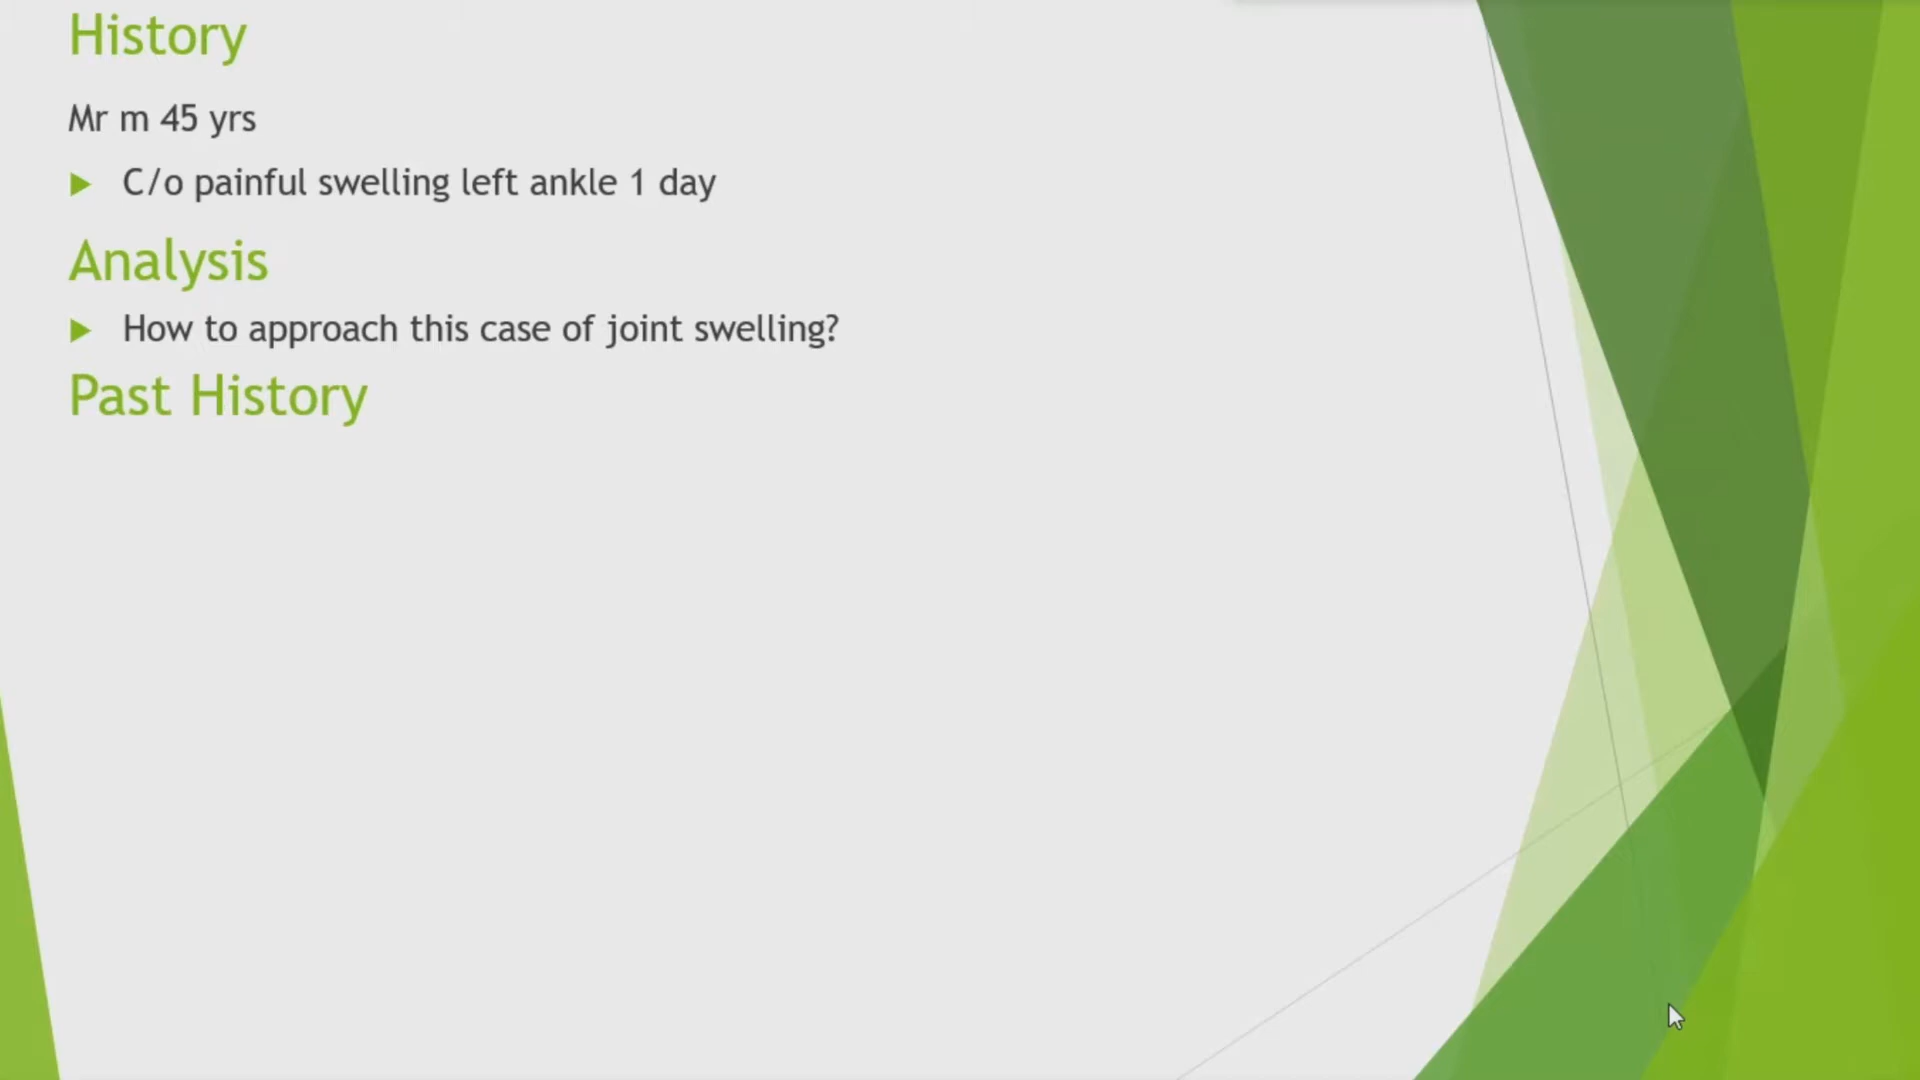 History
Mr m 45 yrs
C/o painful swelling left ankle 1 day
Analysis
How to approach this case of joint swelling?
Past History